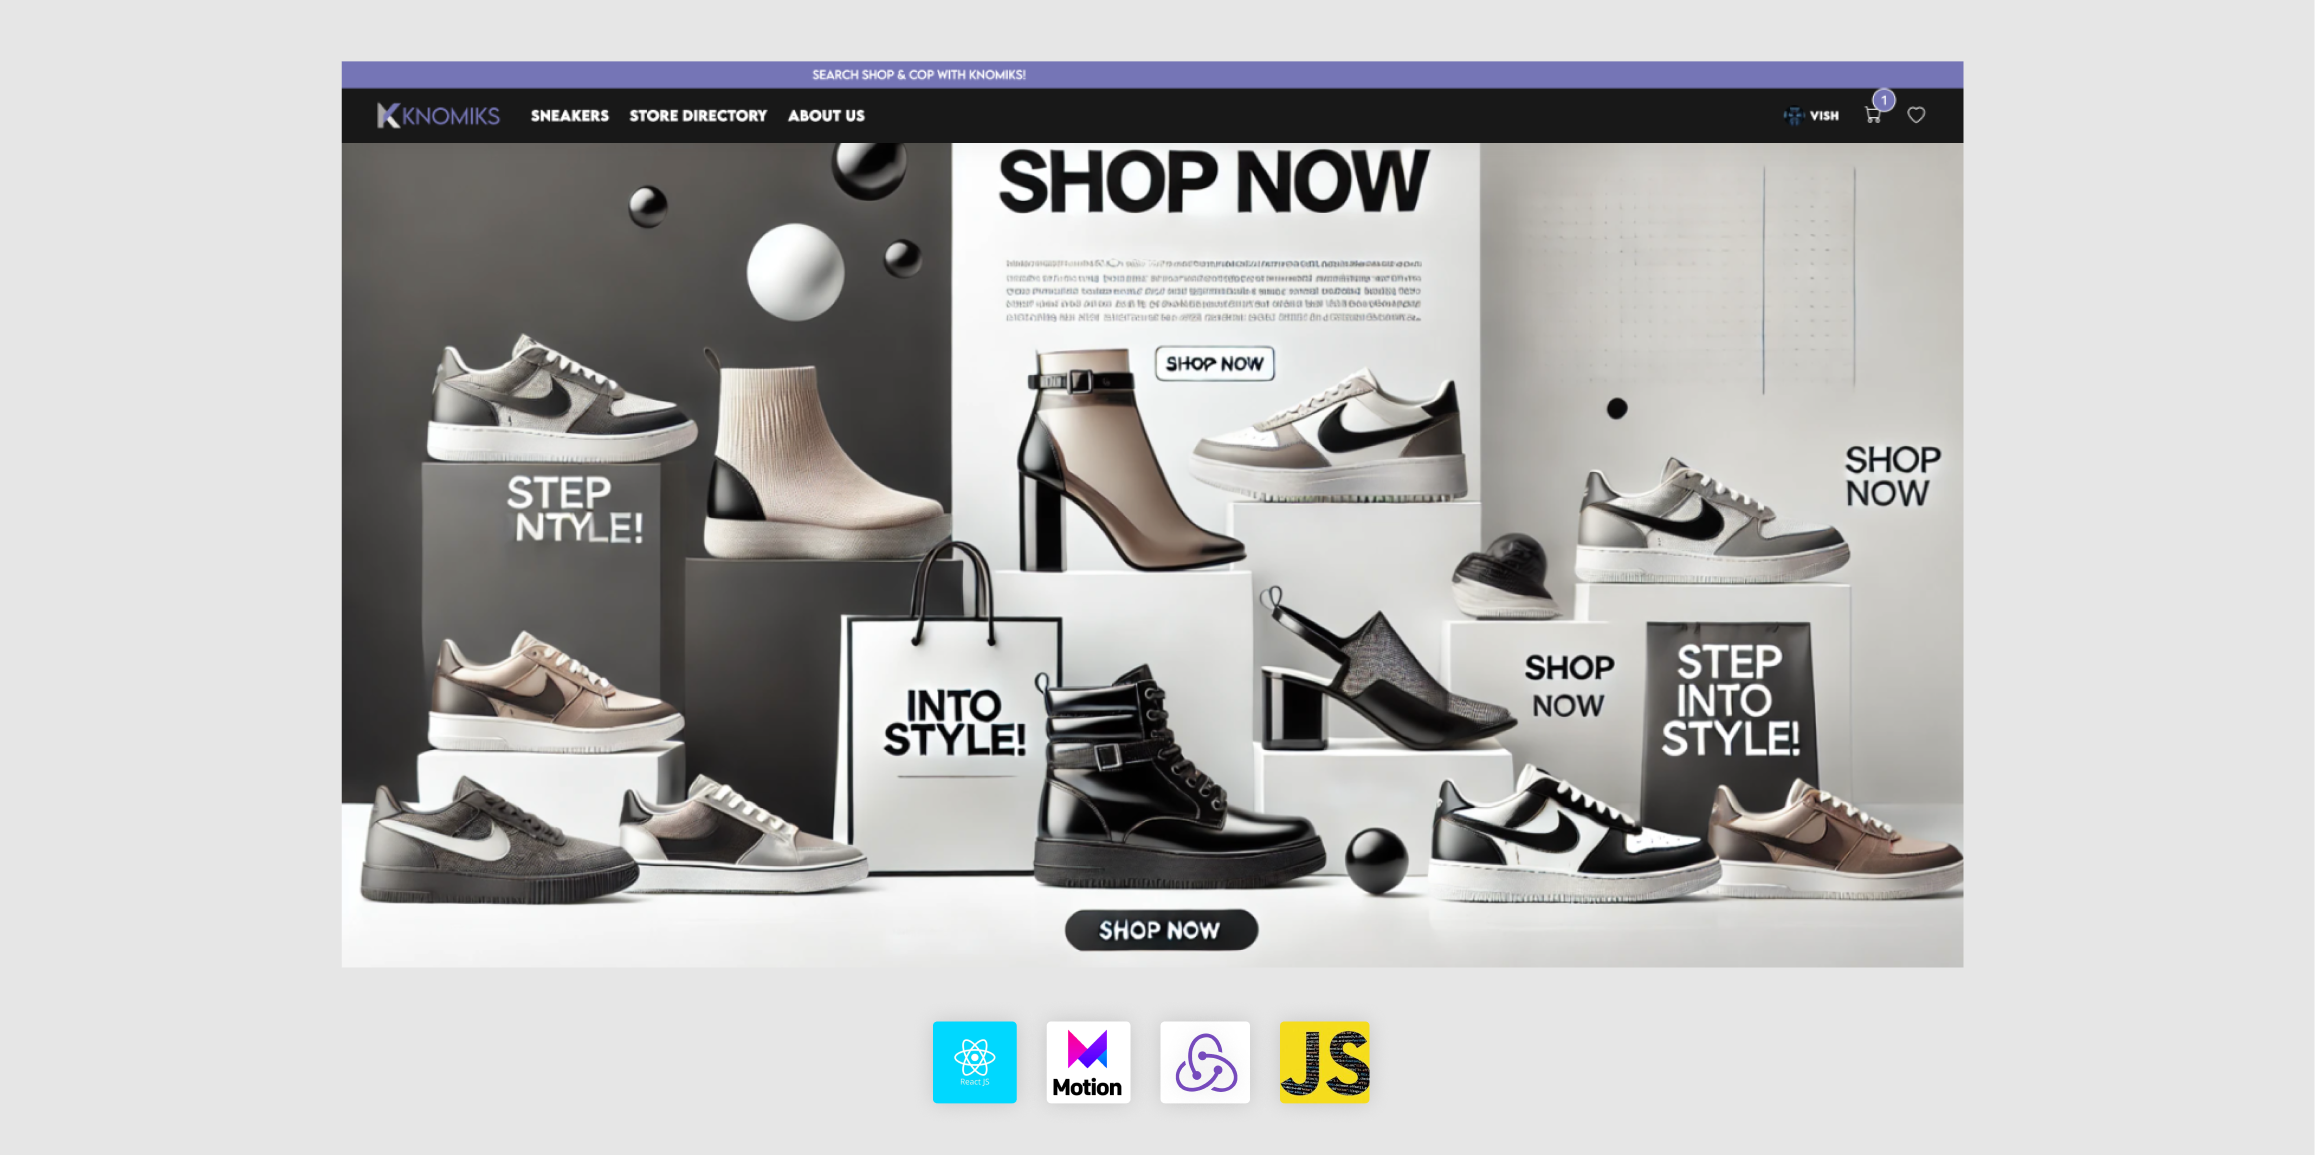 SEARCH SHOP & COP WITH KNOMIKS!
KNOMIKS SNEAKERS STORE DIRECTORY ABOUT US VISH 1
SHOP NOW
SHOP NOW
SHOP
NOW
STEP
NTYLE!
SHOP
NOW
STEP
INTO
STYLE!
INTO
STYLE!
SHOP NOW
React JS
Motion
JS